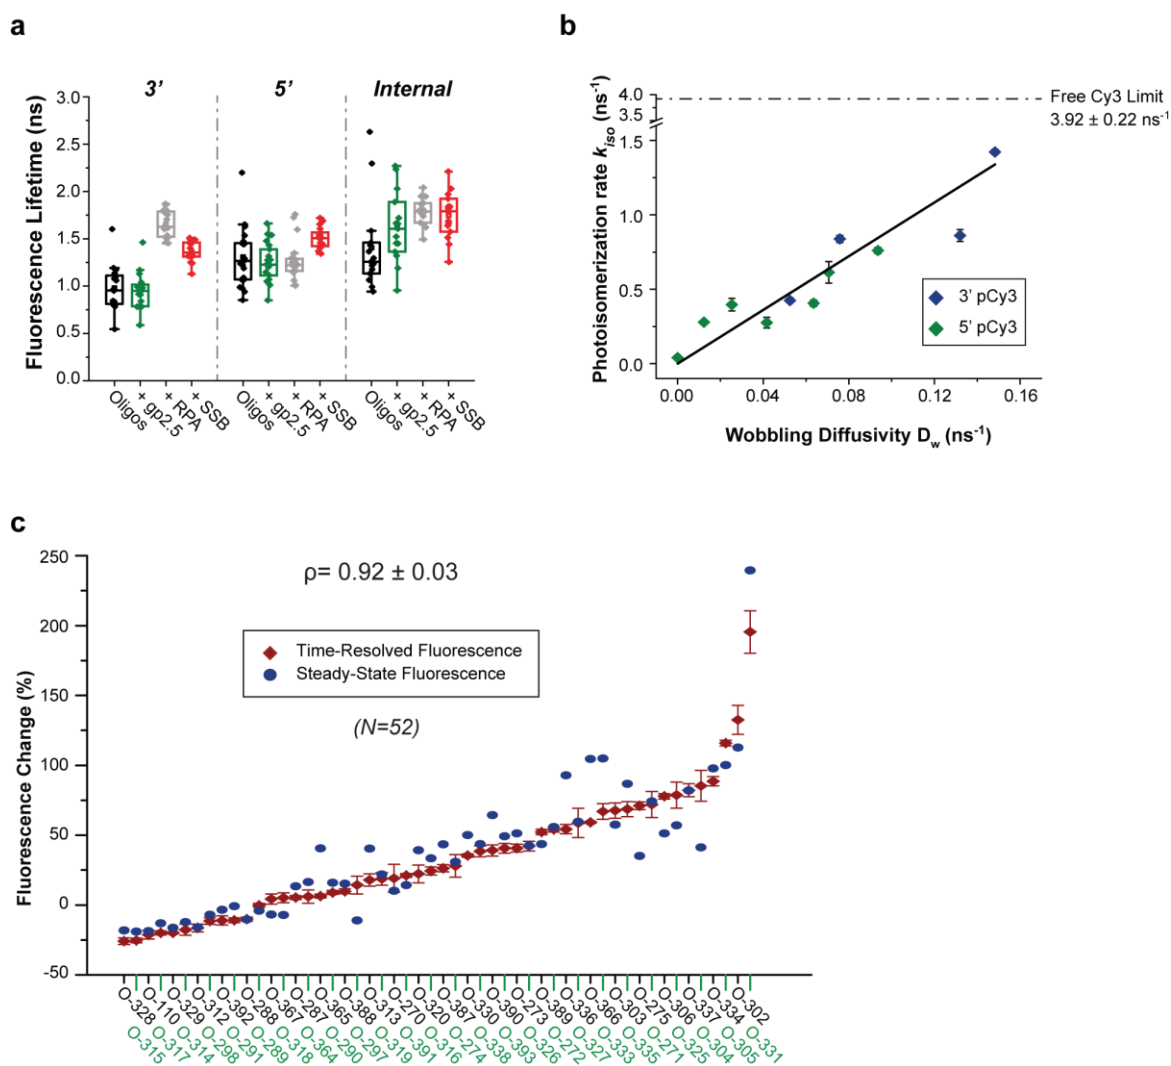 a
3’
5’
Internal
Fluorescence Lifetime (ns)
3.0
2.5
2.0
1.5
1.0
0.5
0.0
Oligos
+ gp2.5
+ RPA
+ SSB
Oligos
+ gp2.5
+ RPA
+ SSB
Oligos
+ gp2.5
+ RPA
+ SSB
b
Photoisomerization rate k_iso (ns⁻¹)
4.0
3.5
1.5
1.0
0.5
0.0
Free Cy3 Limit
3.92 ± 0.22 ns⁻¹
3’ pCy3
5’ pCy3
0.00 0.04 0.08 0.12 0.16
Wobbling Diffusivity D_w (ns⁻¹)
c
Fluorescence Change (%)
250
200
150
100
50
0
-50
ρ= 0.92 ± 0.03
Time-Resolved Fluorescence
Steady-State Fluorescence
(N=52)
O-328
O-315
O-110
O-317
O-329
O-314
O-312
O-298
O-392
O-291
O-288
O-289
O-367
O-318
O-287
O-364
O-365
O-290
O-388
O-297
O-313
O-319
O-270
O-391
O-320
O-316
O-387
O-274
O-330
O-338
O-390
O-393
O-273
O-326
O-389
O-272
O-336
O-327
O-366
O-333
O-303
O-335
O-275
O-271
O-306
O-325
O-337
O-304
O-334
O-305
O-302
O-331